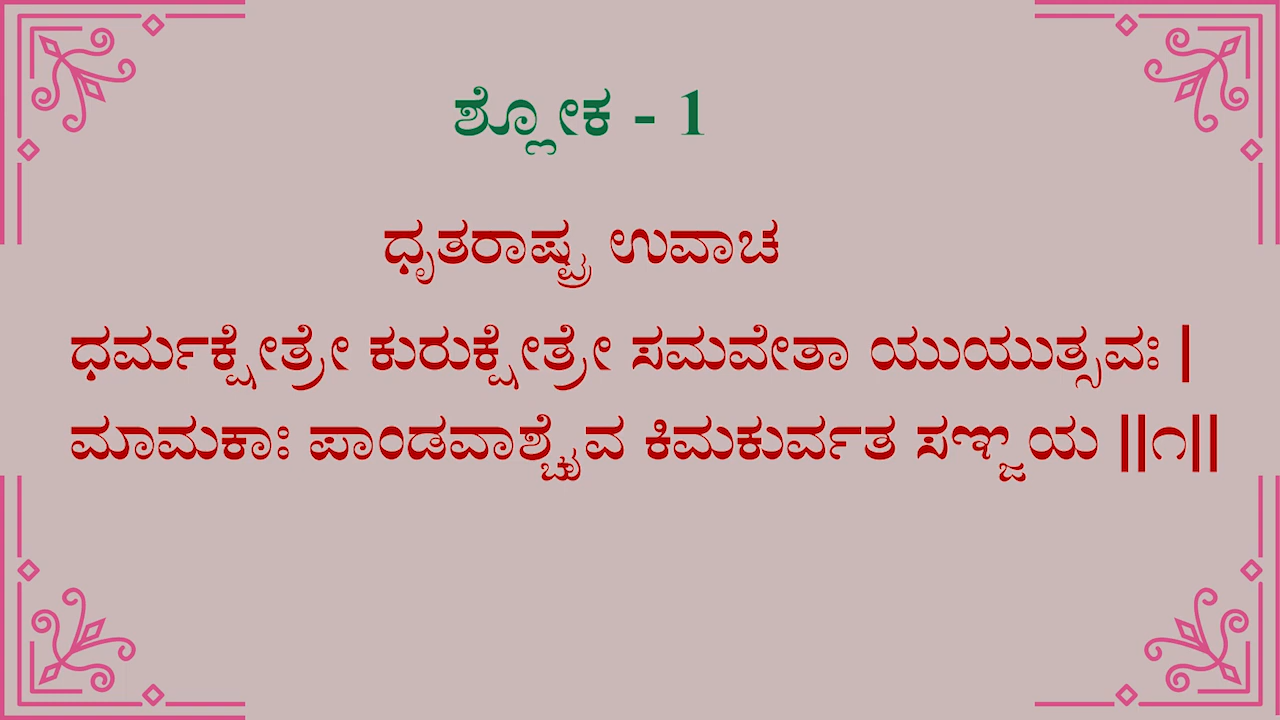 ಶ್ಲೋಕ - 1
ಧೃತರಾಷ್ಟ್ರ ಉವಾಚ
ಧರ್ಮಕ್ಷೇತ್ರೇ ಕುರುಕ್ಷೇತ್ರೇ ಸಮವೇತಾ ಯುಯುತ್ಸವಃ |
ಮಾಮಕಾಃ ಪಾಂಡವಾಶ್ಚೈವ ಕಿಮಕುರ್ವತ ಸಞ್ಜಯ ||೧||